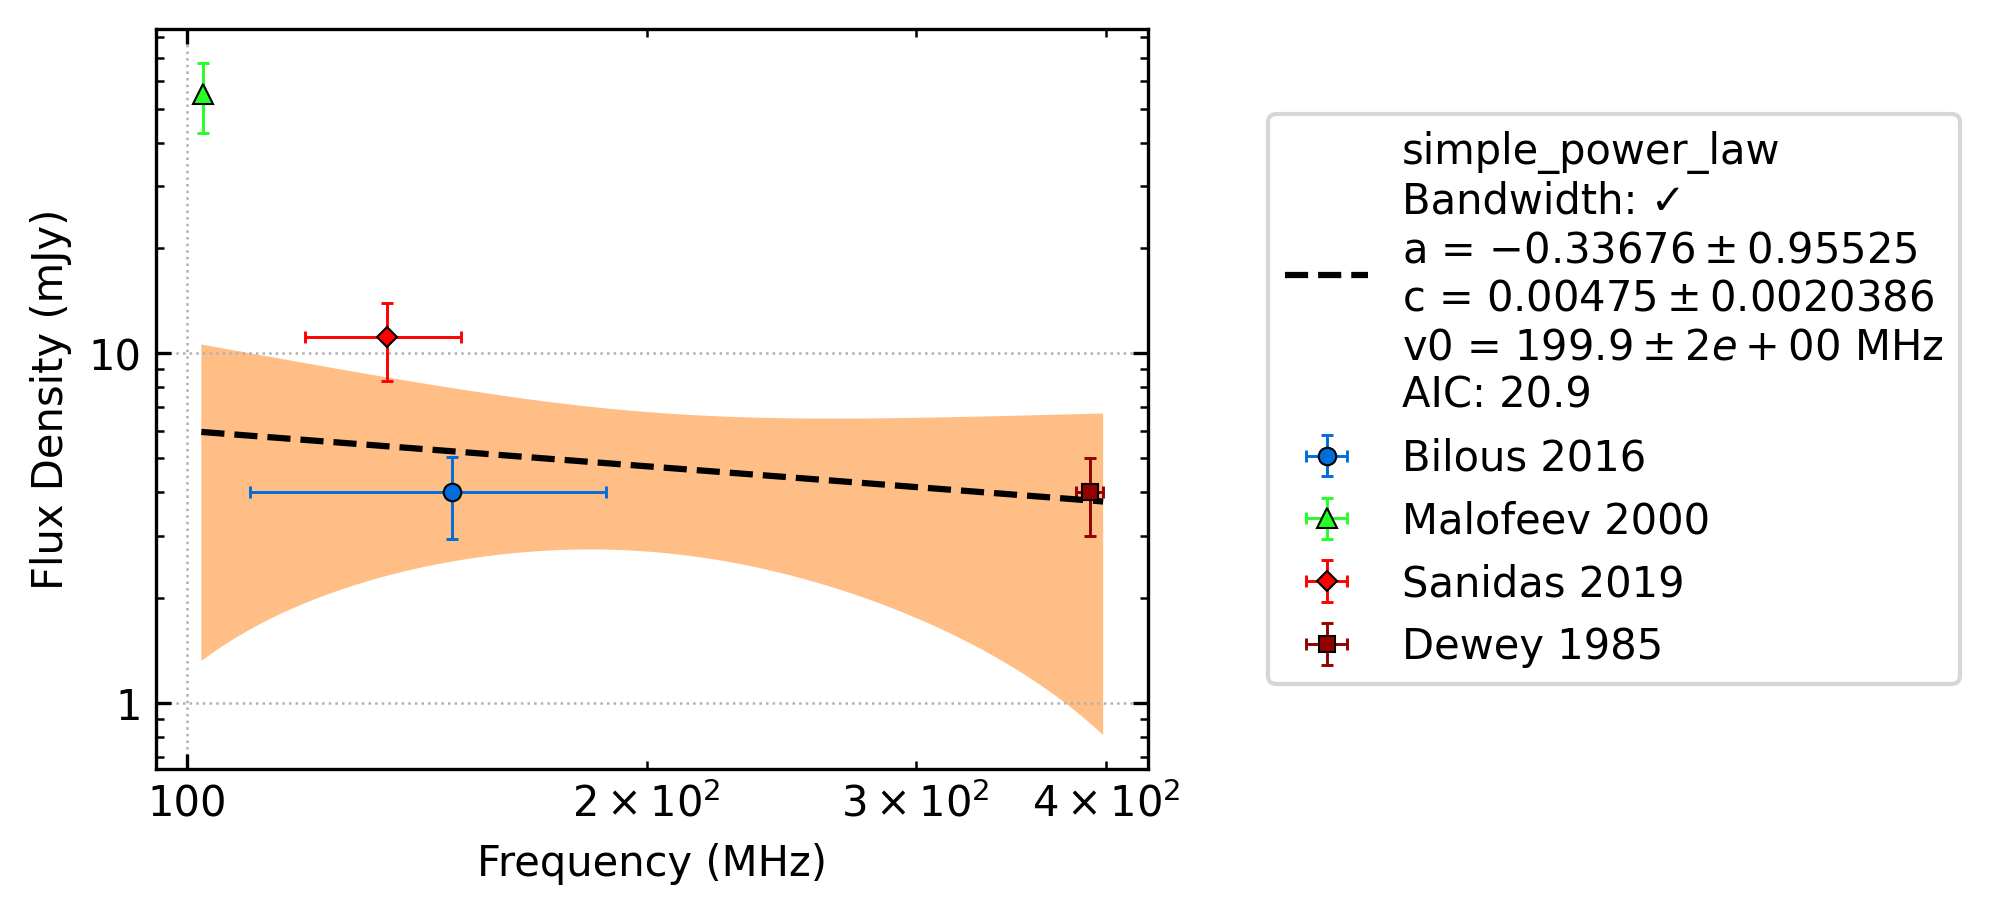 Flux Density (mJy)
10
1
100
2 × 10²
3 × 10²
4 × 10²
Frequency (MHz)
simple_power_law
Bandwidth: ✓
a = −0.33676 ± 0.95525
c = 0.00475 ± 0.0020386
v0 = 199.9 ± 2e + 00 MHz
AIC: 20.9
Bilous 2016
Malofeev 2000
Sanidas 2019
Dewey 1985